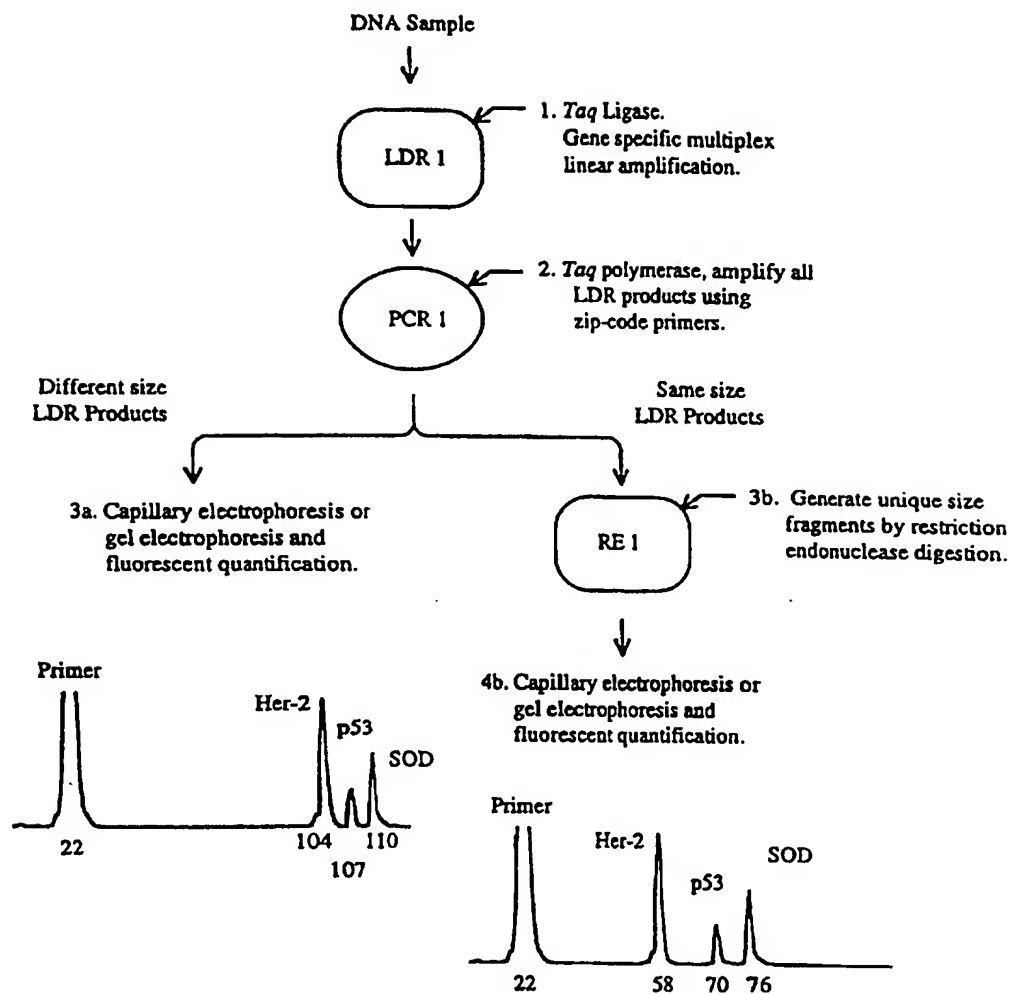 DNA Sample
LDR 1
1. Taq Ligase.
Gene specific multiplex
linear amplification.
PCR 1
2. Taq polymerase, amplify all
LDR products using
zip-code primers.
Different size
LDR Products
Same size
LDR Products
3a. Capillary electrophoresis or
gel electrophoresis and
fluorescent quantification.
RE 1
3b. Generate unique size
fragments by restriction
endonuclease digestion.
4b. Capillary electrophoresis or
gel electrophoresis and
fluorescent quantification.
Primer
Her-2
p53
SOD
22
104
110
107
Primer
Her-2
p53
SOD
22
58
70
76